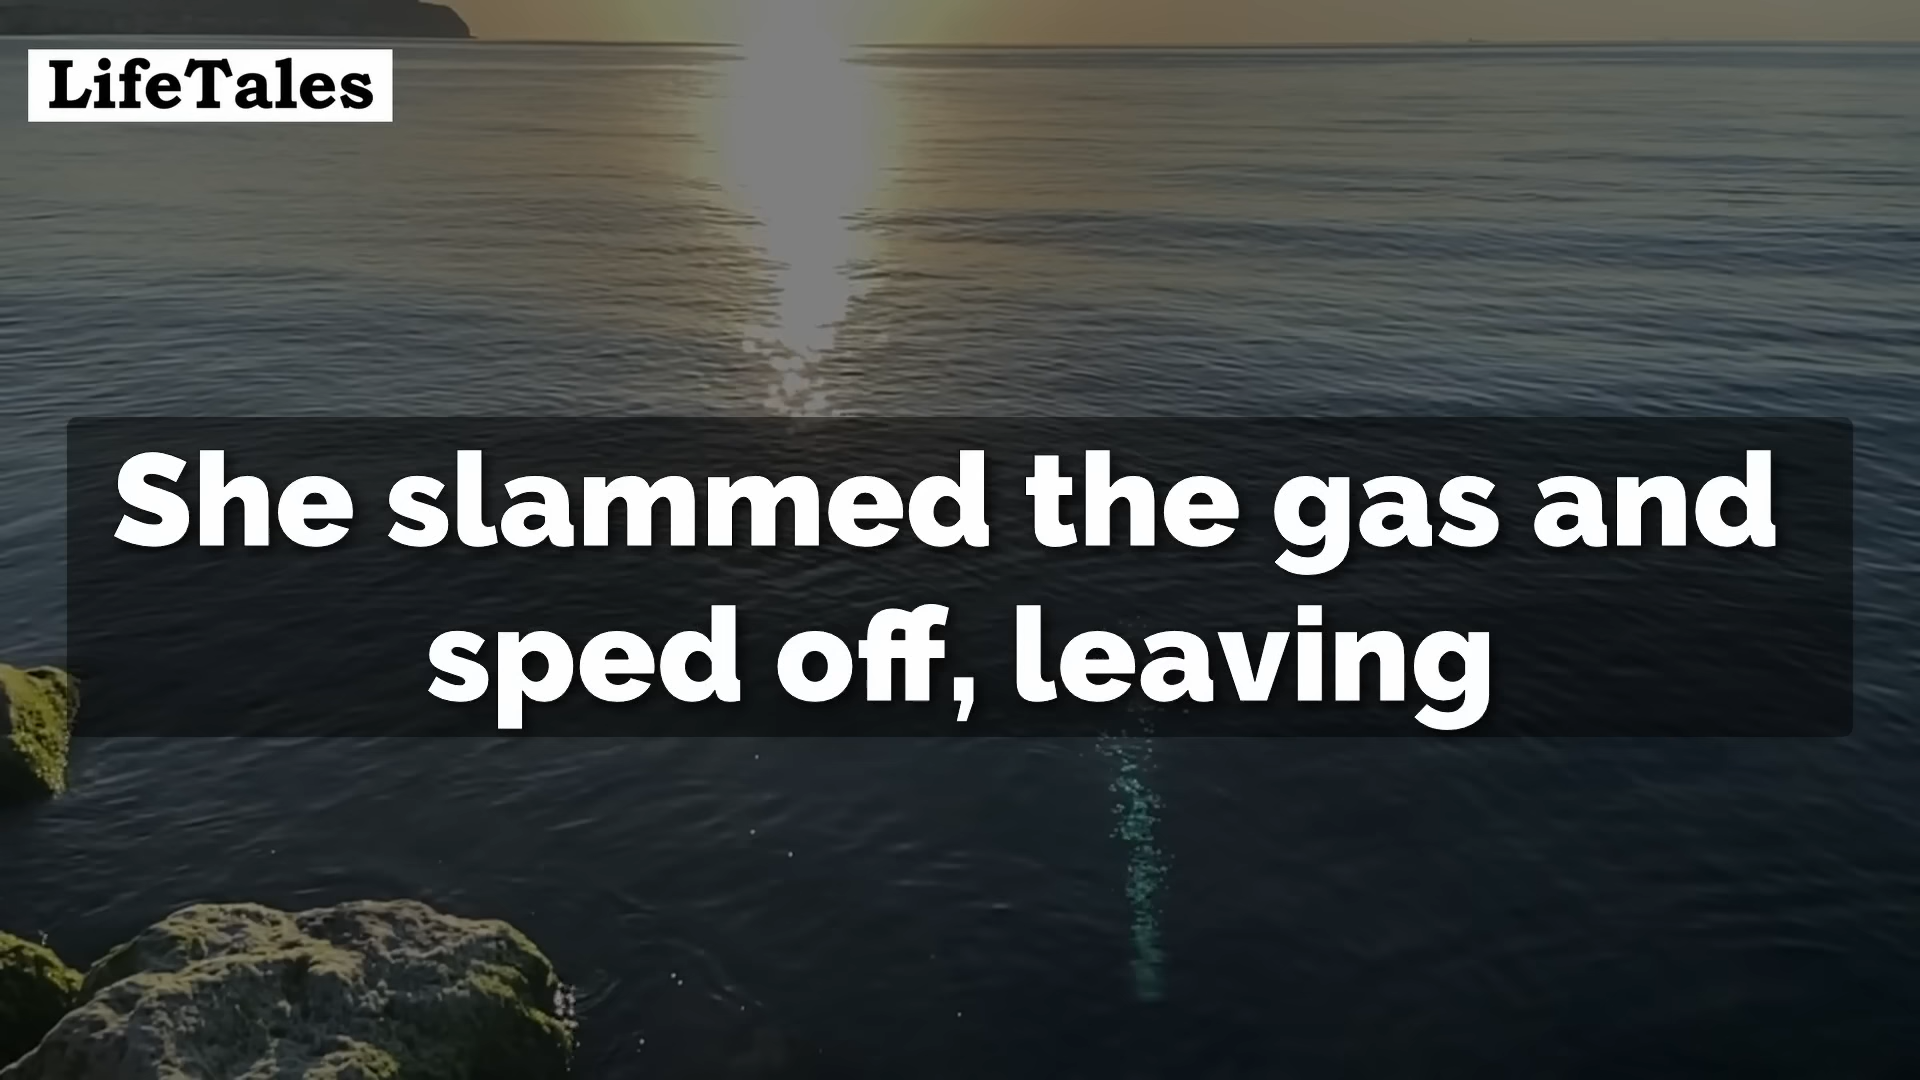 LifeTales
She slammed the gas and
sped off, leaving